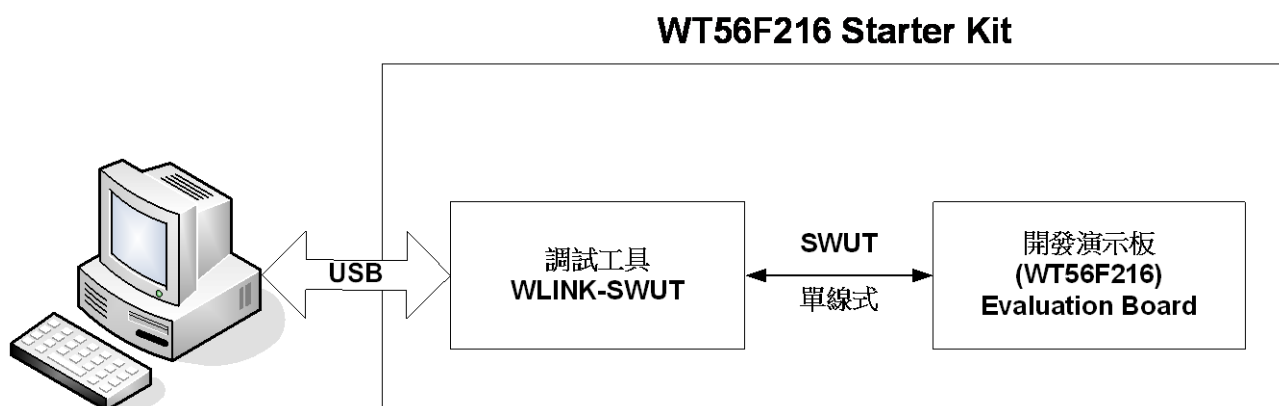 WT56F216 Starter Kit
USB
調試工具
WLINK-SWUT
SWUT
單線式
開發演示板
(WT56F216)
Evaluation Board